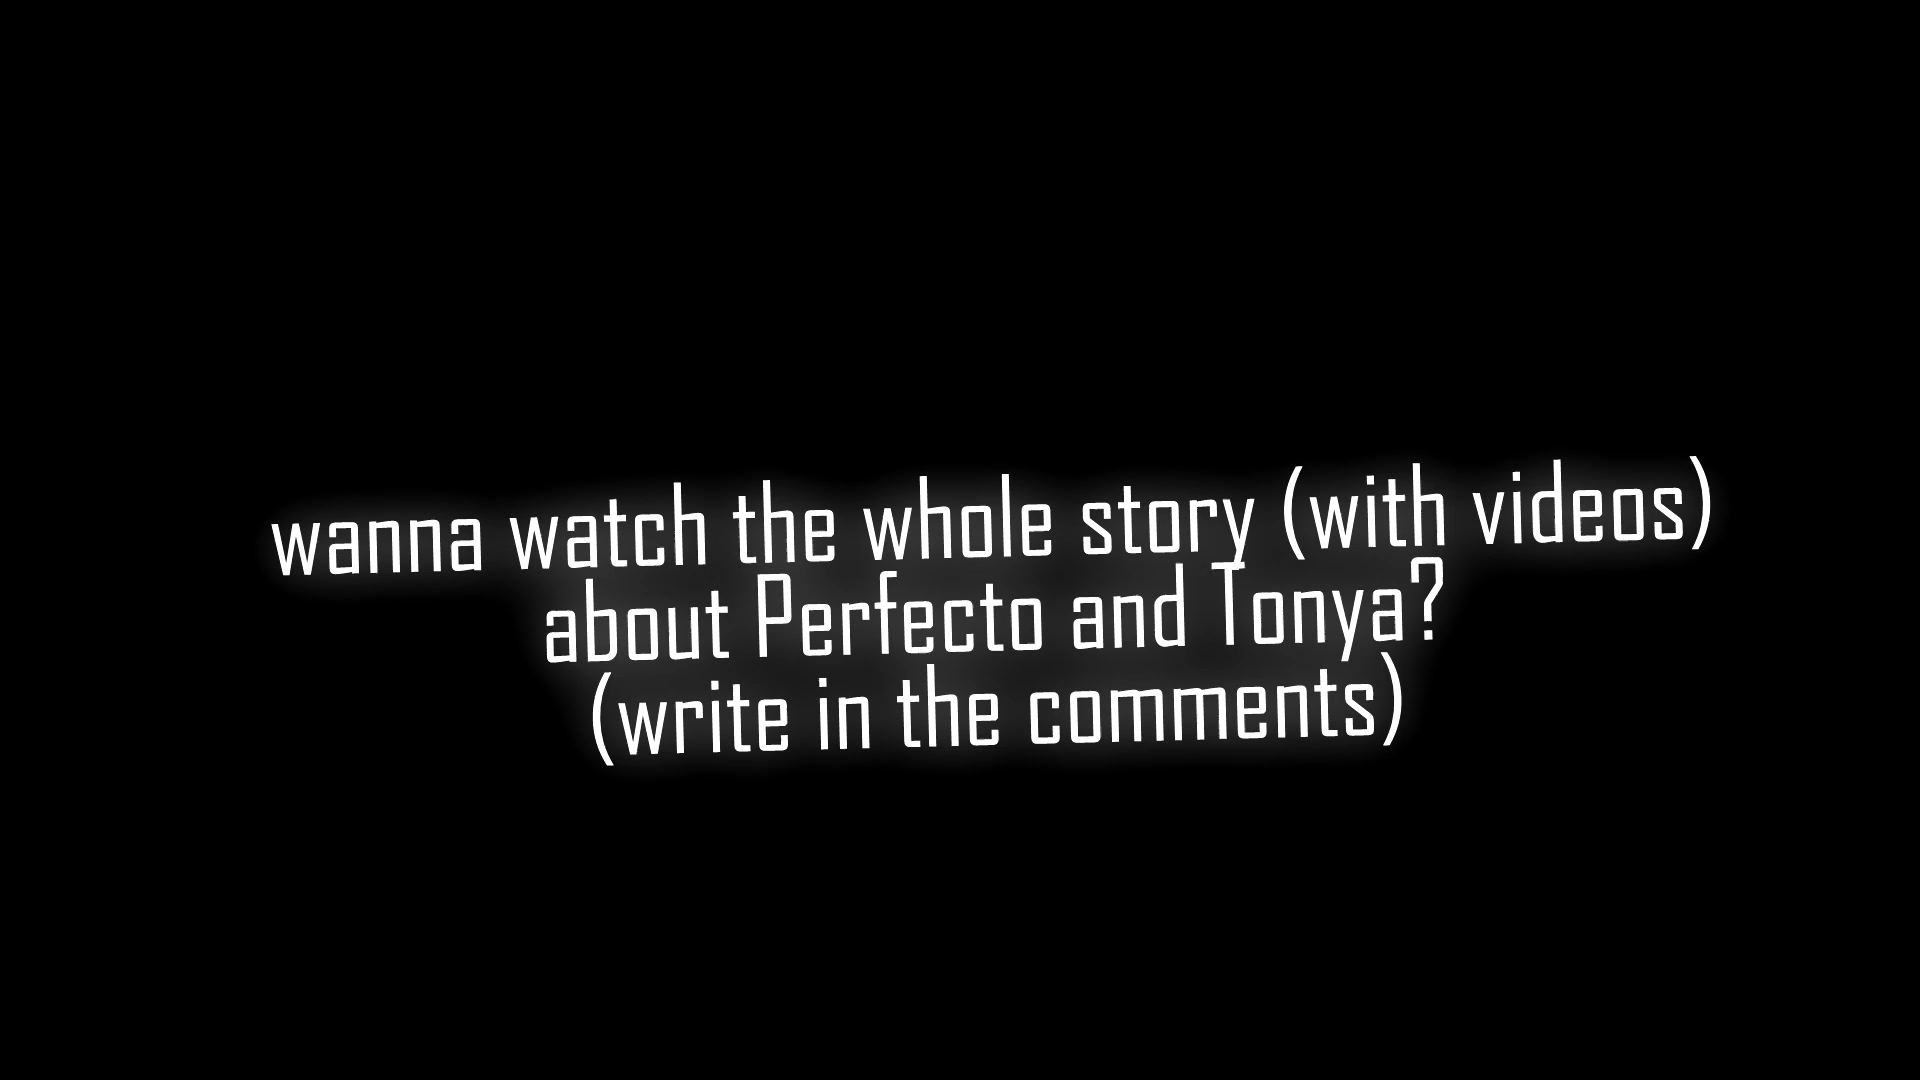 wanna watch the whole story (with videos)
about Perfecto and Tonya?
(write in the comments)